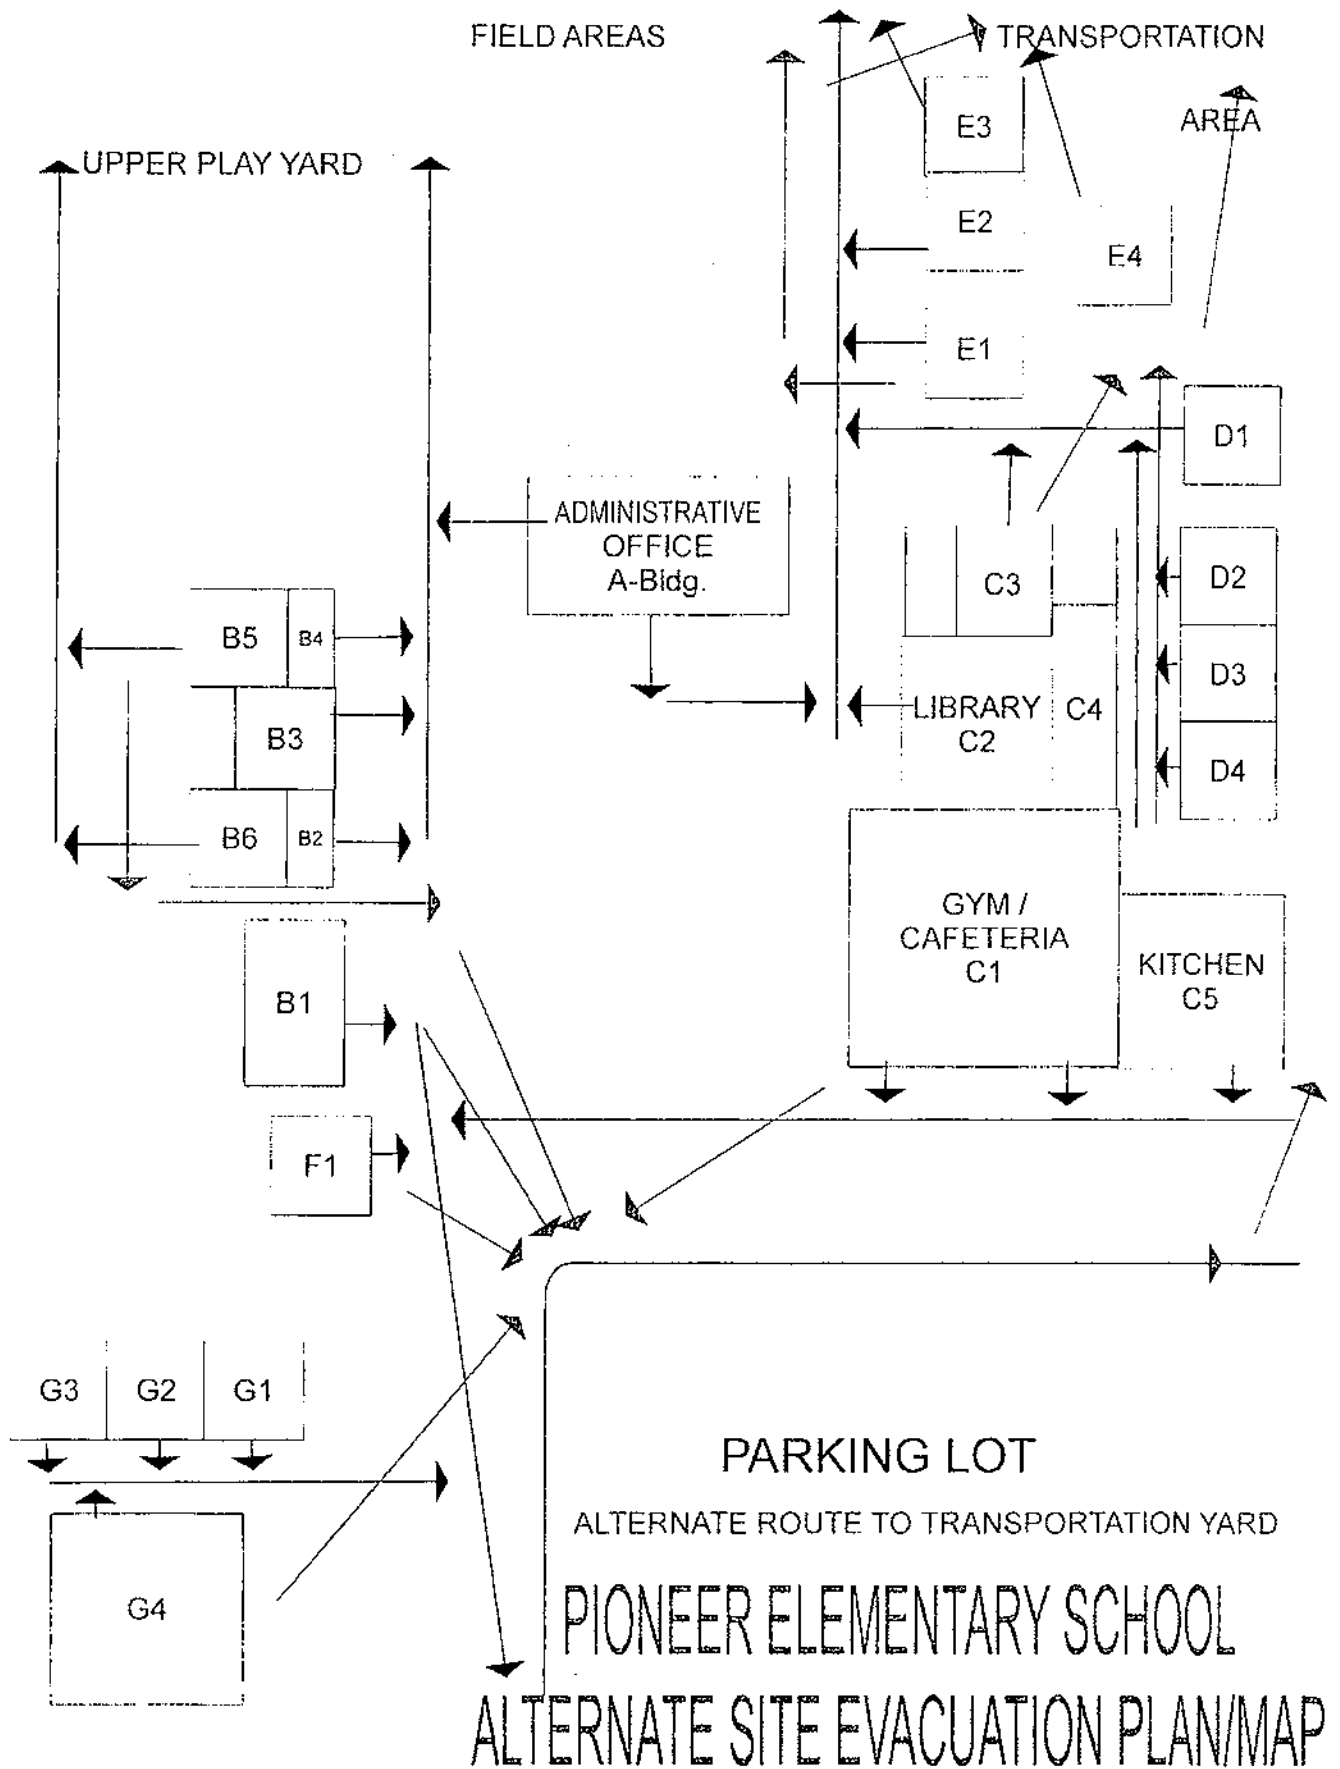 FIELD AREAS
TRANSPORTATION
AREA
UPPER PLAY YARD
E3
E2
E4
E1
D1
ADMINISTRATIVE
OFFICE
A-Bldg.
C3
D2
B5
B4
D3
LIBRARY
C2
C4
B3
D4
B6
B2
GYM /
CAFETERIA
C1
KITCHEN
C5
B1
F1
G3
G2
G1
PARKING LOT
ALTERNATE ROUTE TO TRANSPORTATION YARD
G4
PIONEER ELEMENTARY SCHOOL
ALTERNATE SITE EVACUATION PLAN/MAP